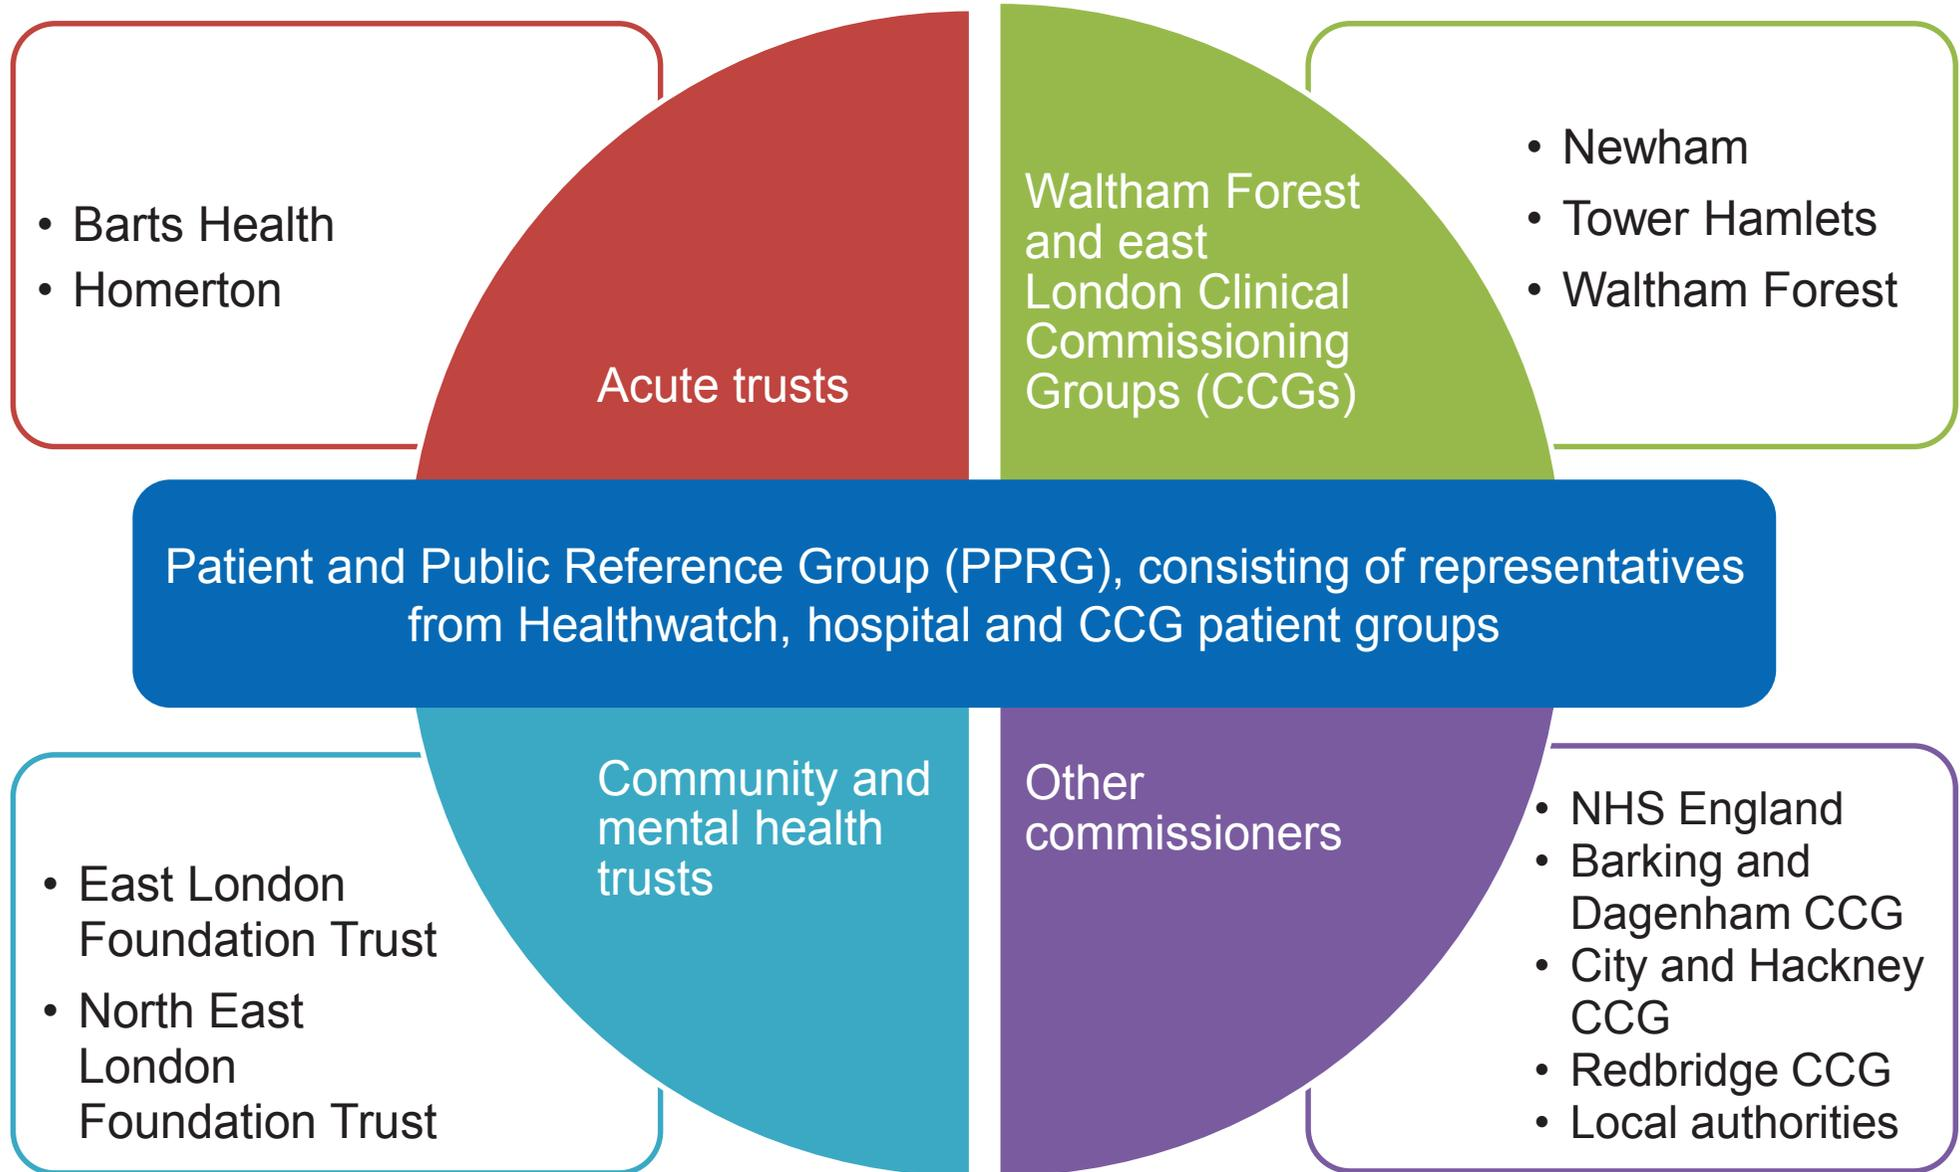 • Barts Health
• Homerton
Acute trusts
Waltham Forest
and east
London Clinical
Commissioning
Groups (CCGs)
• Newham
• Tower Hamlets
• Waltham Forest
Patient and Public Reference Group (PPRG), consisting of representatives
from Healthwatch, hospital and CCG patient groups
Community and
mental health
trusts
• East London
Foundation Trust
• North East
London
Foundation Trust
Other
commissioners
• NHS England
• Barking and
Dagenham CCG
• City and Hackney
CCG
• Redbridge CCG
• Local authorities